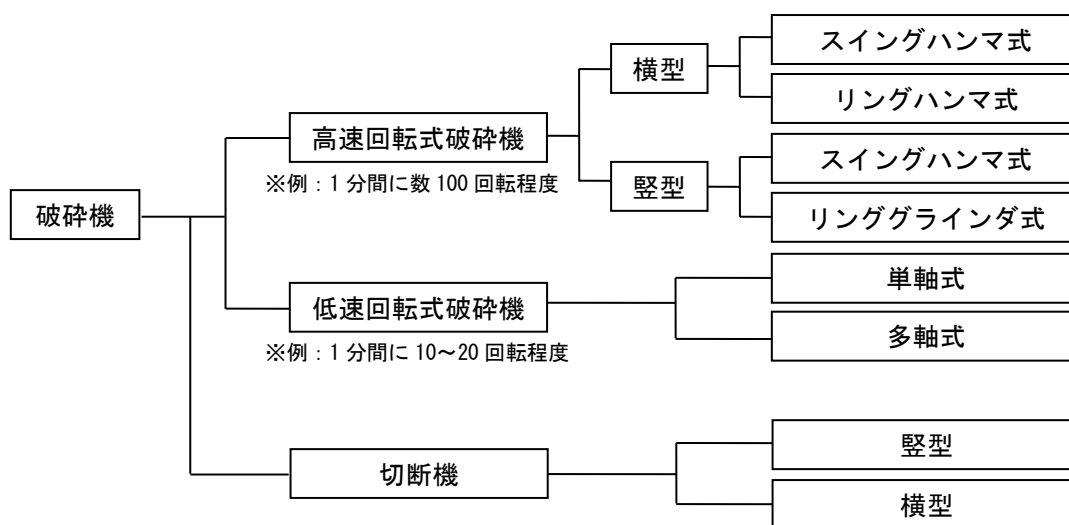 破砕機
高速回転式破砕機
※例：1分間に数100回転程度
横型
スイングハンマ式
リングハンマ式
竪型
スイングハンマ式
リンググラインダ式
低速回転式破砕機
※例：1分間に10～20回転程度
単軸式
多軸式
切断機
竪型
横型